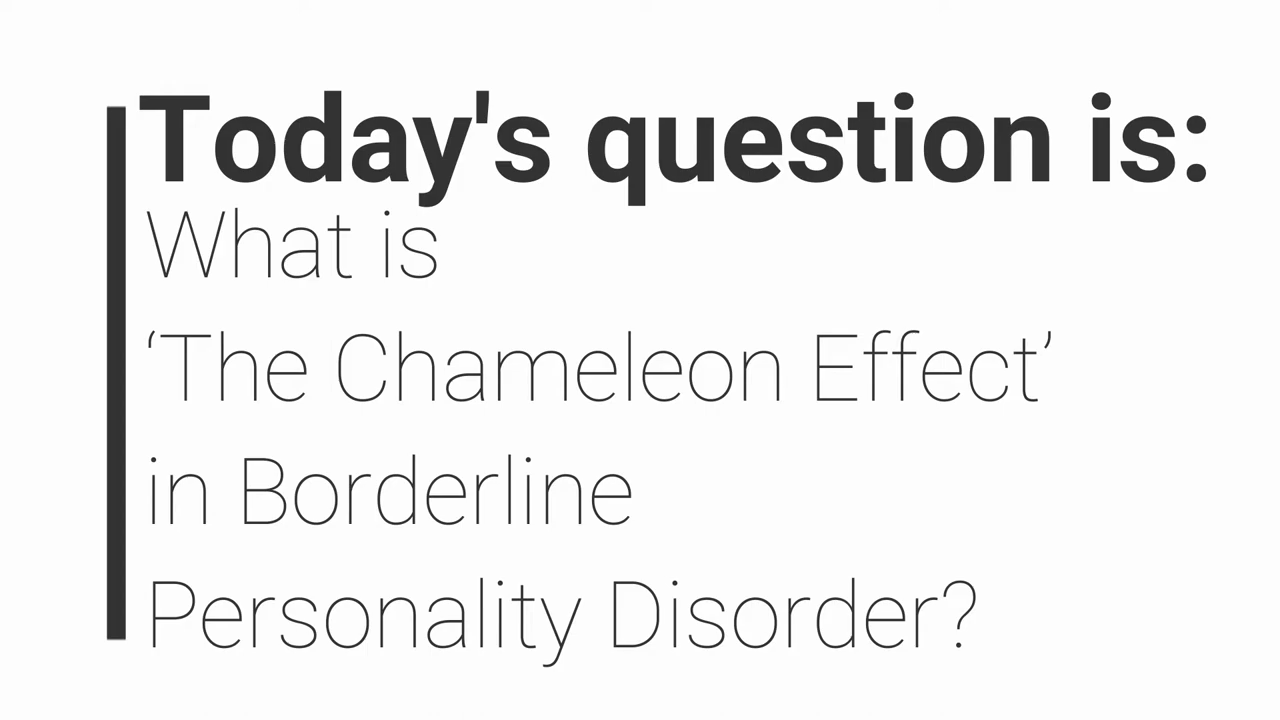 Today's question is:
What is
‘The Chameleon Effect’
in Borderline
Personality Disorder?